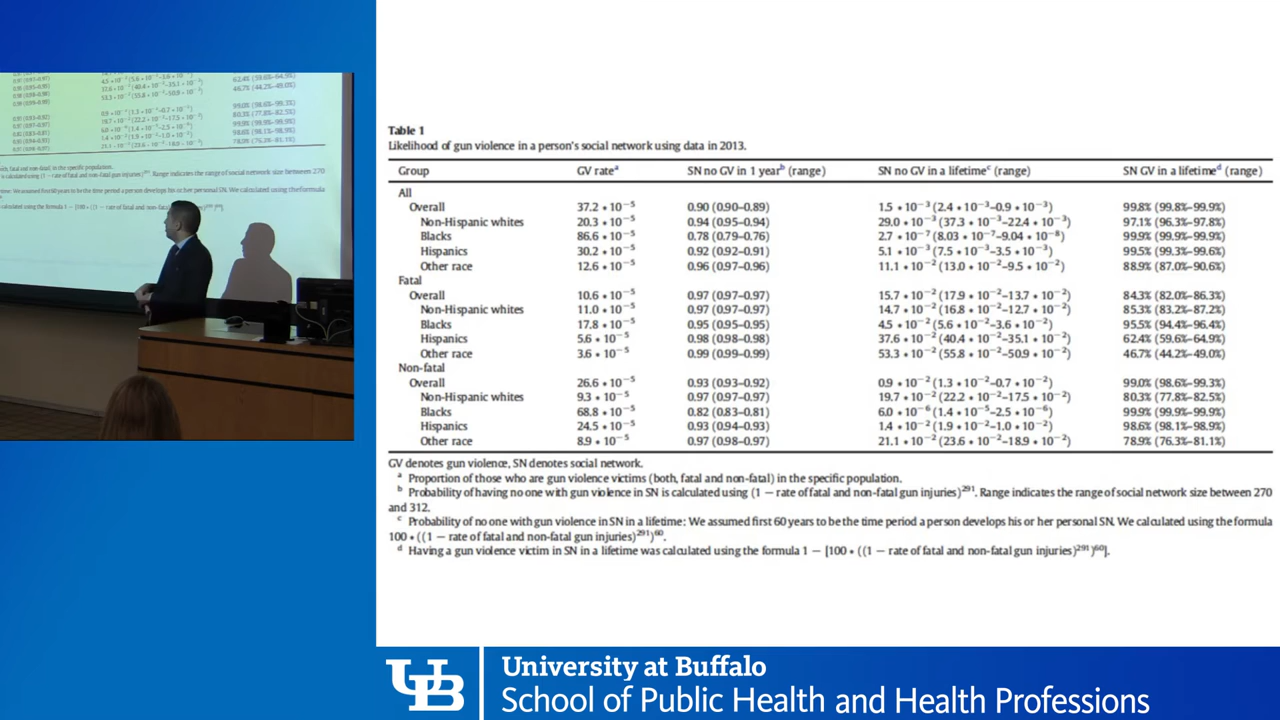 Table 1
Likelihood of gun violence in a person's social network using data in 2013.
Group GV rateᵃ SN no GV in 1 yearᵇ (range) SN no GV in a lifetimeᶜ (range) SN GV in a lifetimeᵈ (range)
All
Overall 37.2 * 10⁻⁵ 0.90 (0.90–0.89) 1.5 * 10⁻³ (2.4 * 10⁻³–0.9 * 10⁻³) 99.8% (99.8%–99.9%)
Non-Hispanic whites 20.3 * 10⁻⁵ 0.94 (0.95–0.94) 29.0 * 10⁻³ (37.3 * 10⁻³–22.4 * 10⁻³) 97.1% (96.3%–97.8%)
Blacks 86.6 * 10⁻⁵ 0.78 (0.79–0.76) 2.7 * 10⁻⁷ (8.03 * 10⁻⁷–9.04 * 10⁻⁸) 99.9% (99.9%–99.9%)
Hispanics 30.2 * 10⁻⁵ 0.92 (0.92–0.91) 5.1 * 10⁻³ (7.5 * 10⁻³–3.5 * 10⁻³) 99.5% (99.3%–99.6%)
Other race 12.6 * 10⁻⁵ 0.96 (0.97–0.96) 11.1 * 10⁻² (13.0 * 10⁻²–9.5 * 10⁻²) 88.9% (87.0%–90.6%)
Fatal
Overall 10.6 * 10⁻⁵ 0.97 (0.97–0.97) 15.7 * 10⁻² (17.9 * 10⁻²–13.7 * 10⁻²) 84.3% (82.0%–86.3%)
Non-Hispanic whites 11.0 * 10⁻⁵ 0.97 (0.97–0.97) 14.7 * 10⁻² (16.8 * 10⁻²–12.7 * 10⁻²) 85.3% (83.2%–87.2%)
Blacks 17.8 * 10⁻⁵ 0.95 (0.95–0.95) 4.5 * 10⁻² (5.6 * 10⁻²–3.6 * 10⁻²) 95.5% (94.4%–96.4%)
Hispanics 5.6 * 10⁻⁵ 0.98 (0.98–0.98) 37.6 * 10⁻² (40.4 * 10⁻²–35.1 * 10⁻²) 62.4% (59.6%–64.9%)
Other race 3.6 * 10⁻⁵ 0.99 (0.99–0.99) 53.3 * 10⁻² (55.8 * 10⁻²–50.9 * 10⁻²) 46.7% (44.2%–49.0%)
Non-fatal
Overall 26.6 * 10⁻⁵ 0.93 (0.93–0.92) 0.9 * 10⁻² (1.3 * 10⁻²–0.7 * 10⁻²) 99.0% (98.6%–99.3%)
Non-Hispanic whites 9.3 * 10⁻⁵ 0.97 (0.97–0.97) 19.7 * 10⁻² (22.2 * 10⁻²–17.5 * 10⁻²) 80.3% (77.8%–82.5%)
Blacks 68.8 * 10⁻⁵ 0.82 (0.83–0.81) 6.0 * 10⁻⁶ (1.4 * 10⁻⁵–2.5 * 10⁻⁶) 99.9% (99.9%–99.9%)
Hispanics 24.5 * 10⁻⁵ 0.93 (0.94–0.93) 1.4 * 10⁻² (1.9 * 10⁻²–1.0 * 10⁻²) 98.6% (98.1%–98.9%)
Other race 8.9 * 10⁻⁵ 0.97 (0.98–0.97) 21.1 * 10⁻² (23.6 * 10⁻²–18.9 * 10⁻²) 78.9% (76.3%–81.1%)
GV denotes gun violence, SN denotes social network.
ᵃ Proportion of those who are gun violence victims (both, fatal and non-fatal) in the specific population.
ᵇ Probability of having no one with gun violence in SN is calculated using (1 − rate of fatal and non-fatal gun injuries)²⁹¹. Range indicates the range of social network size between 270
and 312.
ᶜ Probability of no one with gun violence in SN in a lifetime: We assumed first 60 years to be the time period a person develops his or her personal SN. We calculated using the formula
100 * ((1 − rate of fatal and non-fatal gun injuries)²⁹¹)⁶⁰.
ᵈ Having a gun violence victim in SN in a lifetime was calculated using the formula 1 − [100 * ((1 − rate of fatal and non-fatal gun injuries)²⁹¹)⁶⁰].
UB
University at Buffalo
School of Public Health and Health Professions